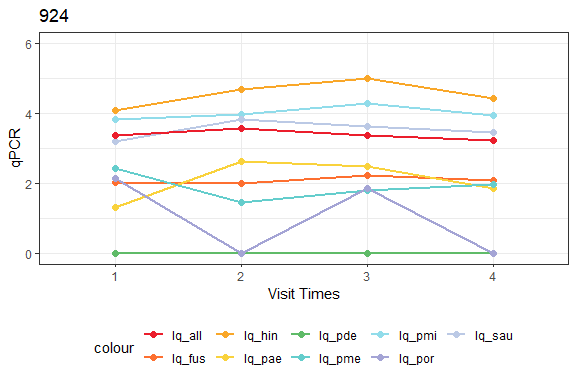 924
6
4
2
0
qPCR
1 2 3 4
Visit Times
colour
lq_all lq_hin lq_pde lq_pmi lq_sau
lq_fus lq_pae lq_pme lq_por